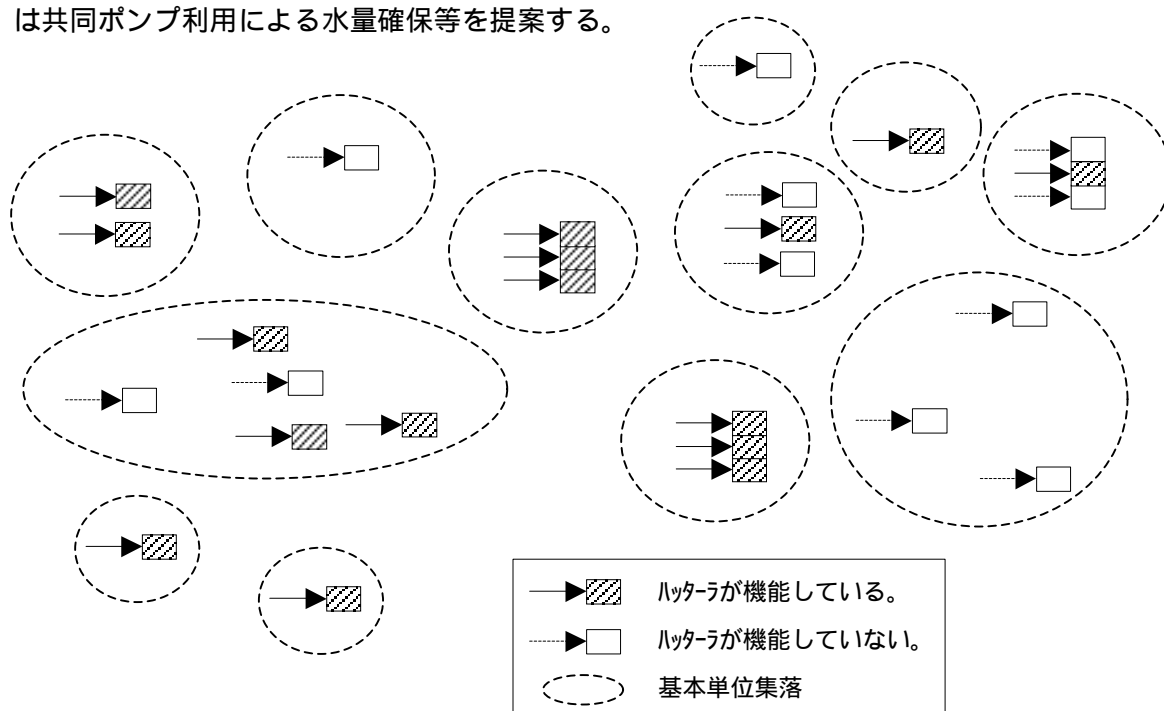 は共同ポンプ利用による水量確保等を提案する。
ﾊｯﾀｰﾗが機能している。
ﾊｯﾀｰﾗが機能していない。
基本単位集落